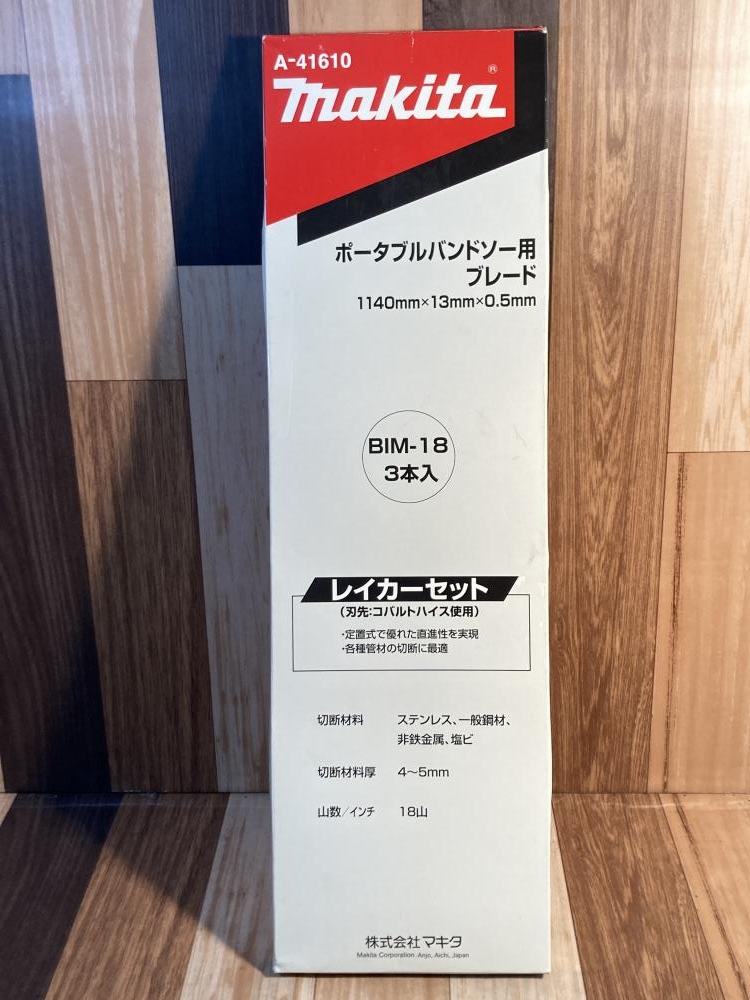 A-41610
makita®
ポータブルバンドソー用
ブレード
1140mm×13mm×0.5mm
BIM-18
3本入
レイカーセット
(刃先:コバルトハイス使用)
・定置式で優れた直進性を実現
・各種管材の切断に最適
切断材料 ステンレス、一般鋼材、
非鉄金属、塩ビ
切断材料厚 4〜5mm
山数/インチ 18山
株式会社マキタ
Makita Corporation. Anjo, Aichi, Japan